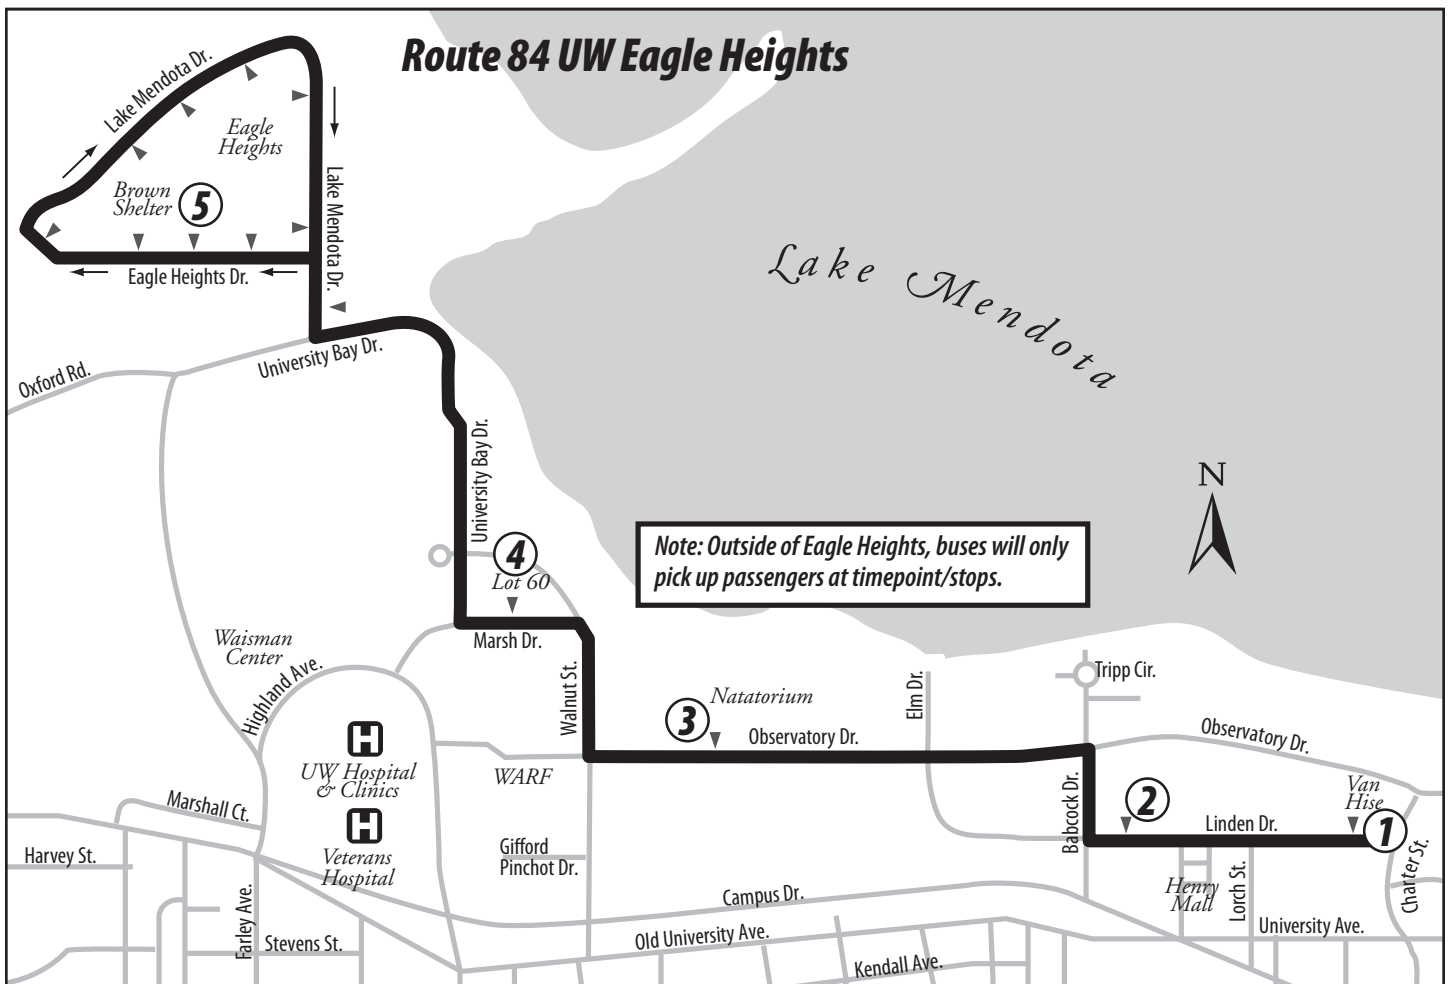 Route 84 UW Eagle Heights
Lake Mendota Dr.
Eagle
Heights
Brown
Shelter
5
Lake Mendota Dr.
Eagle Heights Dr.
University Bay Dr.
Oxford Rd.
Lake Mendota
N
University Bay Dr.
4
Lot 60
Note: Outside of Eagle Heights, buses will only
pick up passengers at timepoint/stops.
Marsh Dr.
Waisman
Center
Highland Ave.
Walnut St.
Natatorium
3
Observatory Dr.
Elm Dr.
Tripp Cir.
Observatory Dr.
H
UW Hospital
& Clinics
WARF
Van
Hise
2
1
Babcock Dr.
Linden Dr.
Marshall Ct.
H
Veterans
Hospital
Harvey St.
Gifford
Pinchot Dr.
Henry
Mall
Lorch St.
Charter St.
Campus Dr.
Farley Ave.
Stevens St.
Old University Ave.
University Ave.
Kendall Ave.